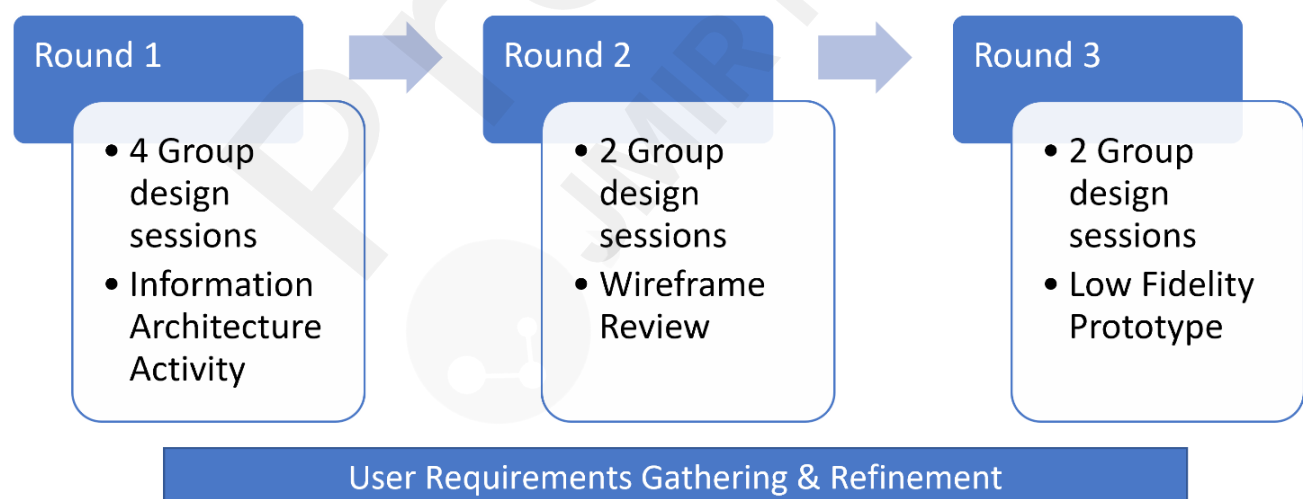 Round 1
• 4 Group
design
sessions
• Information
Architecture
Activity
Round 2
• 2 Group
design
sessions
• Wireframe
Review
Round 3
• 2 Group
design
sessions
• Low Fidelity
Prototype
User Requirements Gathering & Refinement
JMIR